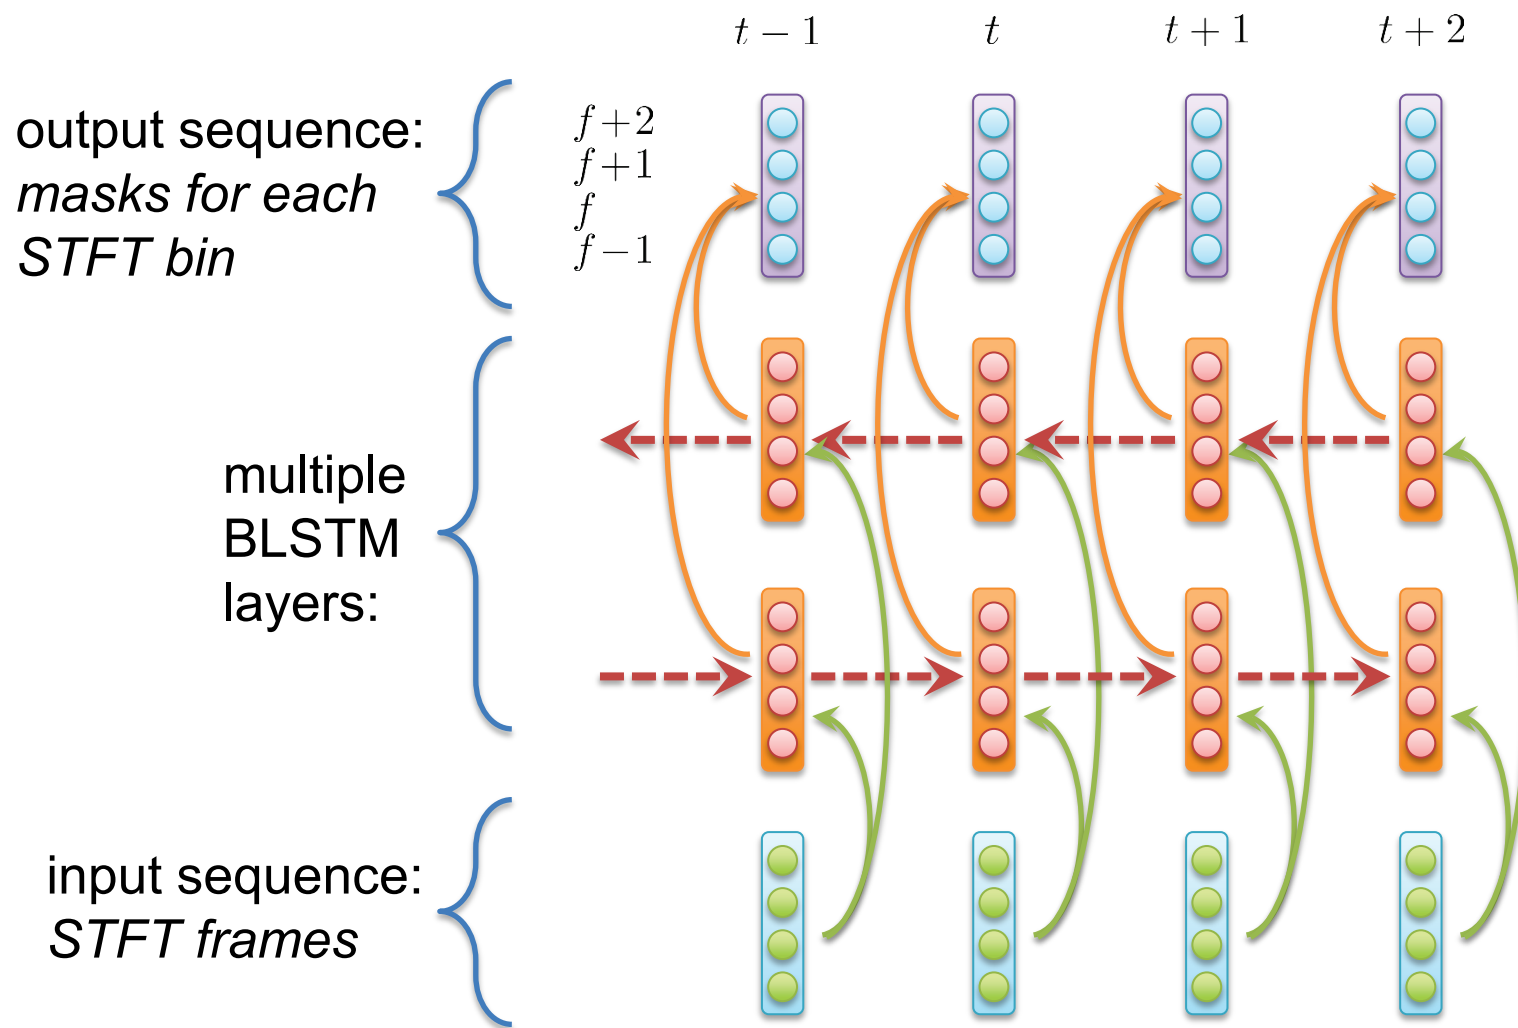 t − 1 t t + 1 t + 2
output sequence:
masks for each
STFT bin
f+2
f+1
f
f−1
multiple
BLSTM
layers:
input sequence:
STFT frames